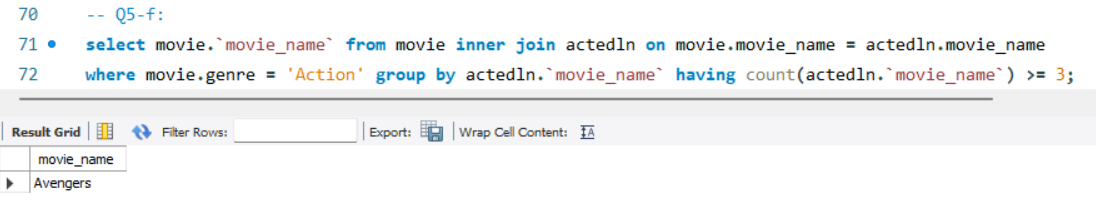 70 -- Q5-f:
71 select movie.`movie_name` from movie inner join actedln on movie.movie_name = actedln.movie_name
72 where movie.genre = 'Action' group by actedln.`movie_name` having count(actedln.`movie_name`) >= 3;
Result Grid Filter Rows: Export: Wrap Cell Content:
movie_name
Avengers